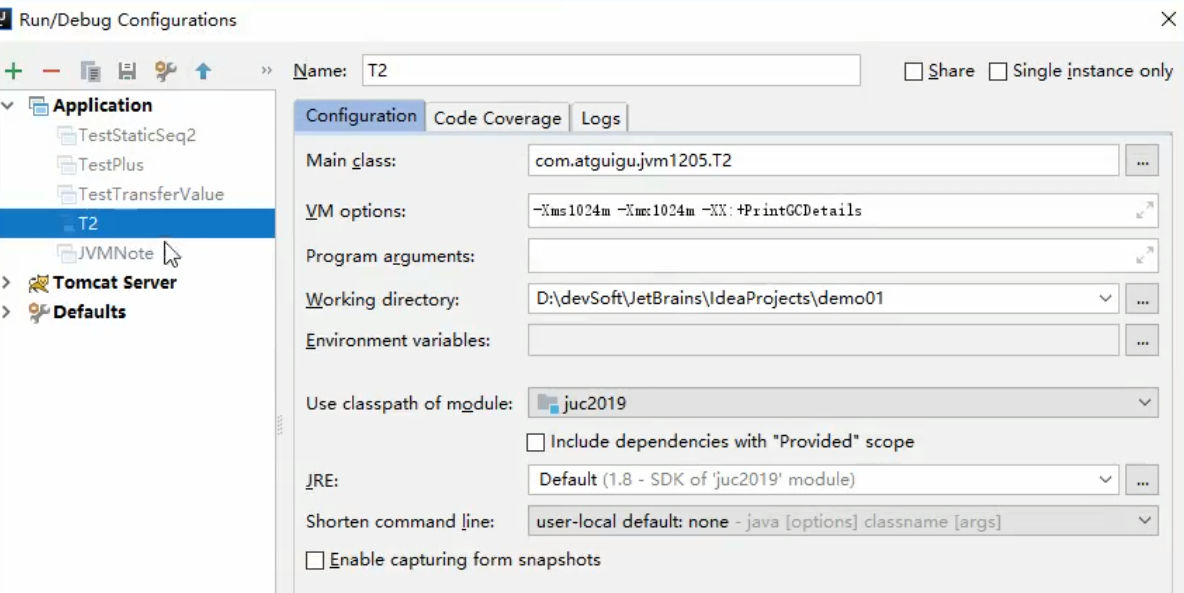 Run/Debug Configurations
Name: T2 Share Single instance only
Application
TestStaticSeq2
TestPlus
TestTransferValue
T2
JVMNote
Tomcat Server
Defaults
Configuration Code Coverage Logs
Main class: com.atguigu.jvm1205.T2 ...
VM options: -Xms1024m -Xmx1024m -XX:+PrintGCDetails
Program arguments:
Working directory: D:\devSoft\JetBrains\IdeaProjects\demo01 ...
Environment variables: ...
Use classpath of module: juc2019
Include dependencies with "Provided" scope
JRE: Default (1.8 - SDK of 'juc2019' module) ...
Shorten command line: user-local default: none - java [options] classname [args]
Enable capturing form snapshots